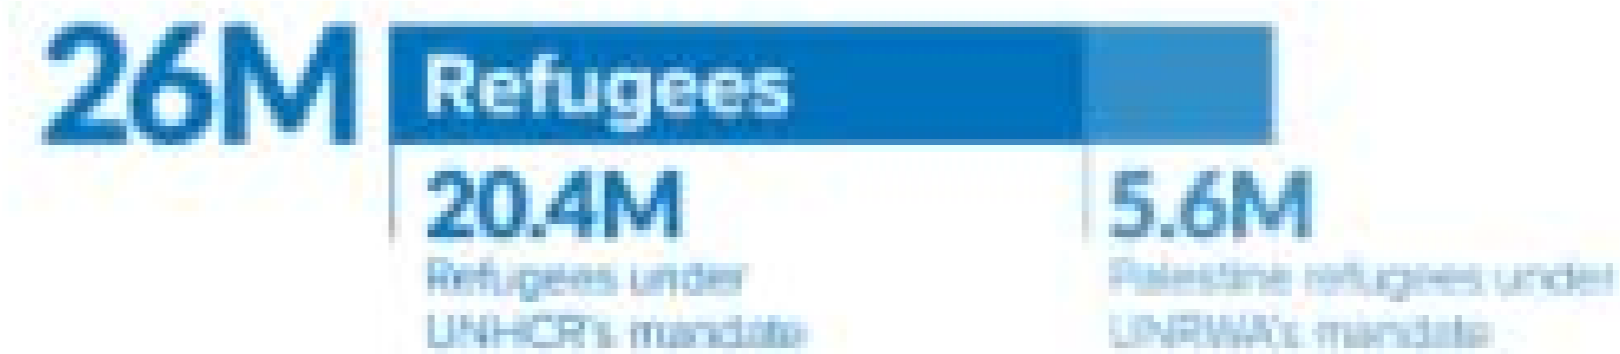 26M Refugees
20.4M
Refugees under
UNHCR's mandate
5.6M
Palestine refugees under
UNRWA's mandate